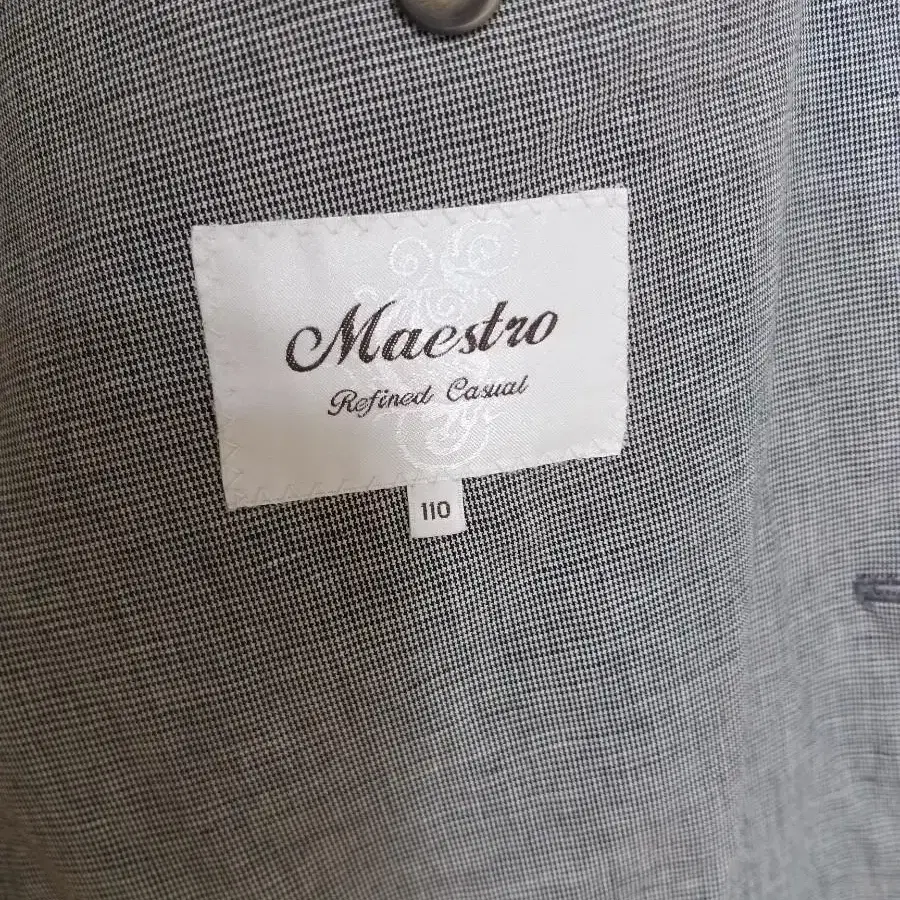 Maestro
Refined Casual
110